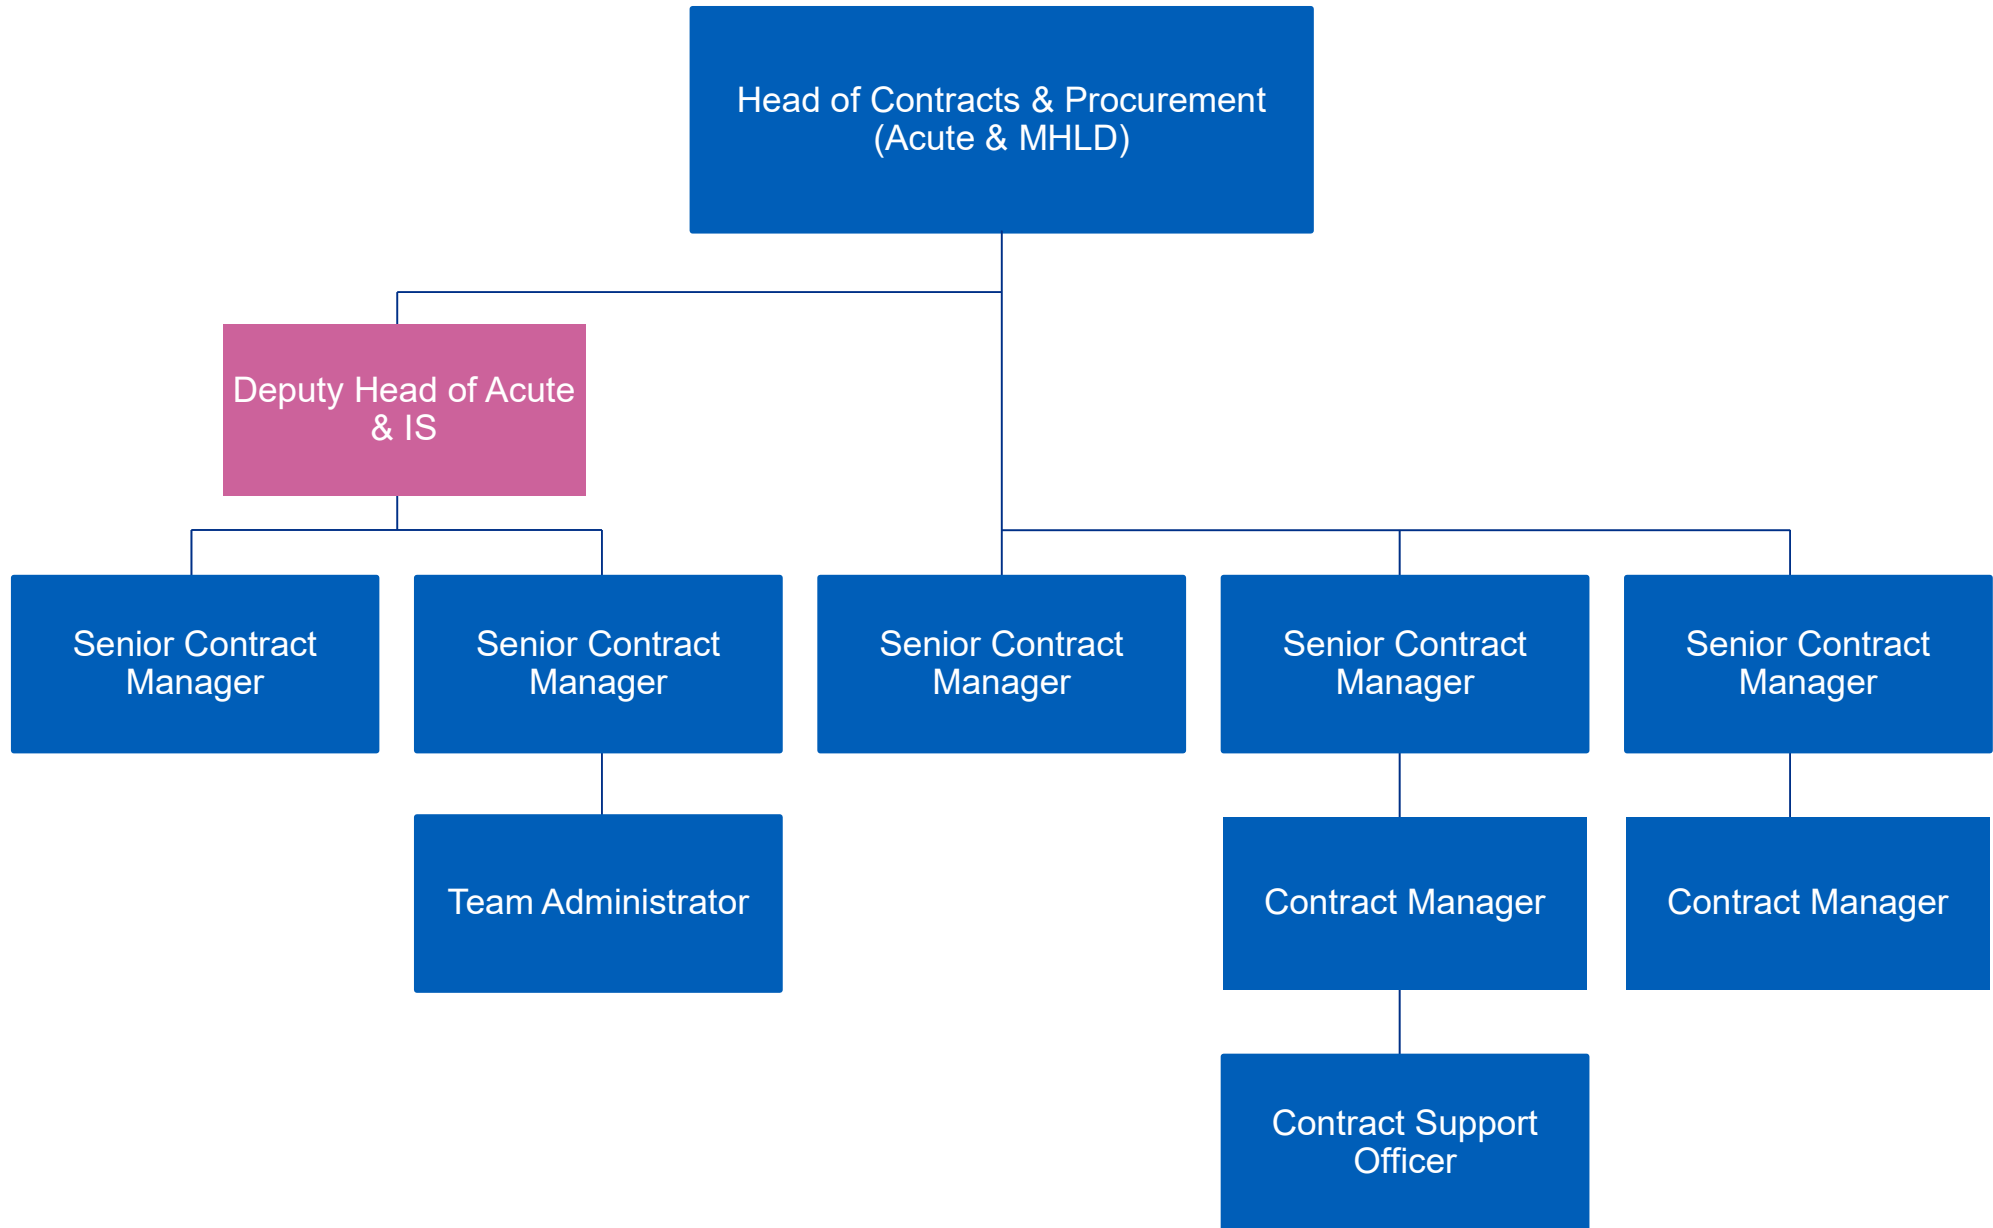 Head of Contracts & Procurement
(Acute & MHLD)
Deputy Head of Acute
& IS
Senior Contract
Manager
Senior Contract
Manager
Senior Contract
Manager
Senior Contract
Manager
Senior Contract
Manager
Team Administrator
Contract Manager
Contract Manager
Contract Support
Officer